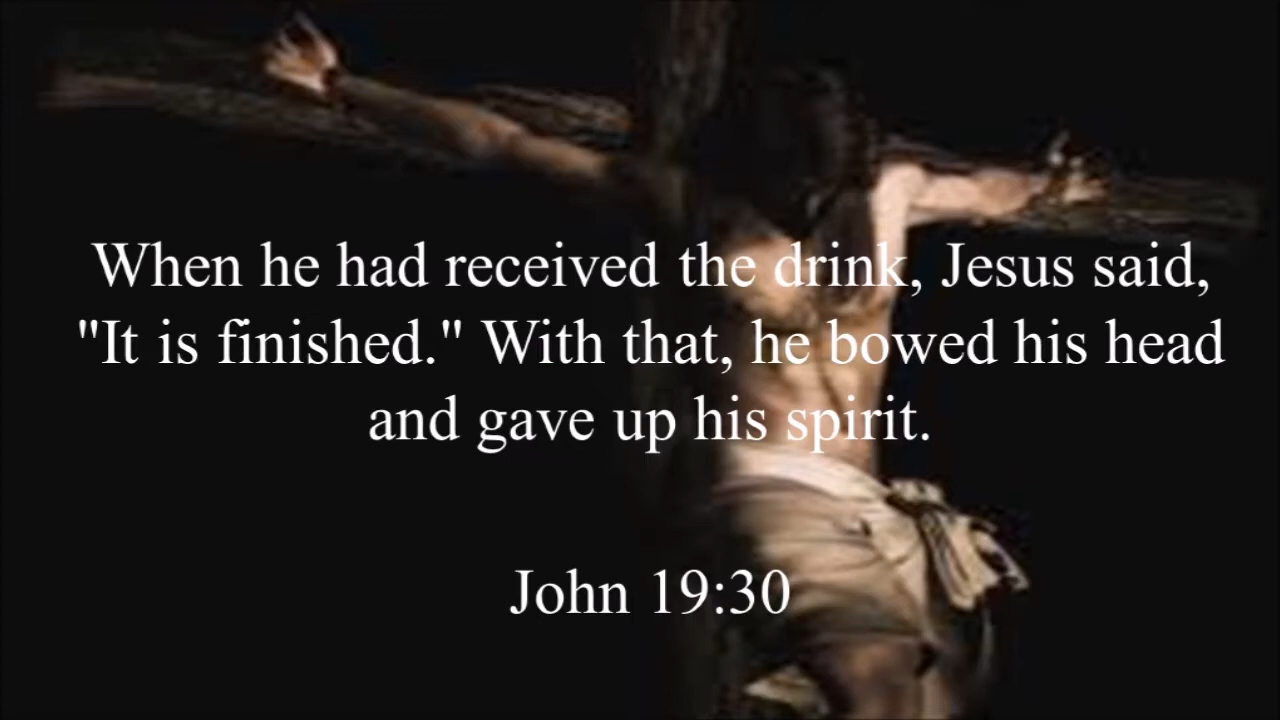 When he had received the drink, Jesus said,
"It is finished." With that, he bowed his head
and gave up his spirit.
John 19:30